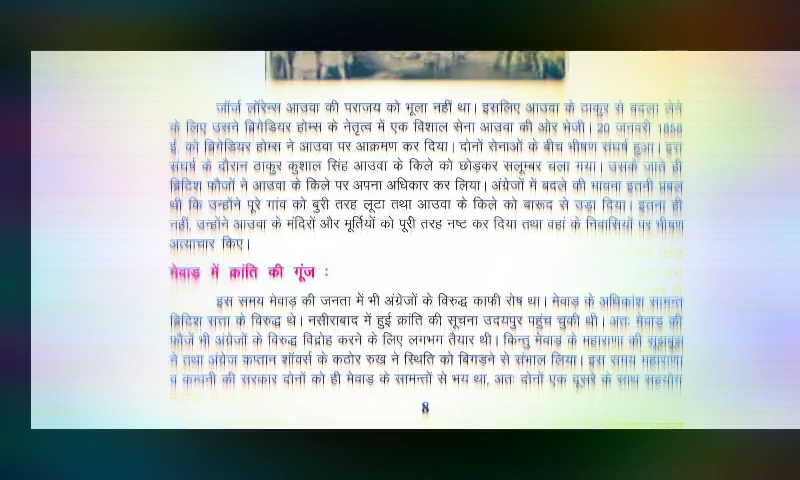 जॉर्ज लॉरेन्स आउवा की पराजय को भूला नहीं था। इसलिए आउवा के ठाकुर से बदला लेने
के लिए उसने ब्रिगेडियर होम्स के नेतृत्व में एक विशाल सेना आउवा की ओर भेजी। 20 जनवरी 1858
ई. को ब्रिगेडियर होम्स ने आउवा पर आक्रमण कर दिया। दोनों सेनाओं के बीच भीषण संघर्ष हुआ। इस
संघर्ष के दौरान ठाकुर कुशाल सिंह आउवा के किले को छोड़कर सलूम्बर चला गया। उसके जाते ही
ब्रिटिश फौजों ने आउवा के किले पर अपना अधिकार कर लिया। अंग्रेजों में बदले की भावना इतनी प्रबल
थी कि उन्होंने पूरे गांव को बुरी तरह लूटा तथा आउवा के किले को बारूद से उड़ा दिया। इतना ही
नहीं, उन्होंने आउवा के मंदिरों और मूर्तियों को पूरी तरह नष्ट कर दिया तथा वहां के निवासियों पर भीषण
अत्याचार किए।
मेवाड़ में क्रांति की गूंज :
इस समय मेवाड़ की जनता में भी अंग्रेजों के विरुद्ध काफी रोष था। मेवाड़ के अधिकांश सामन्त
ब्रिटिश सत्ता के विरुद्ध थे। नसीराबाद में हुई क्रांति की सूचना उदयपुर पहुंच चुकी थी। अतः मेवाड़ की
फौजें भी अंग्रेजों के विरुद्ध विद्रोह करने के लिए लगभग तैयार थी। किन्तु मेवाड़ के महाराणा की सूझबूझ
ने तथा अंग्रेज कप्तान शॉवर्स के कठोर रुख ने स्थिति को बिगड़ने से संभाल लिया। इस समय महाराणा
व कम्पनी की सरकार दोनों को ही मेवाड़ के सामन्तों से भय था, अतः दोनों एक दूसरे के साथ सहयोग
8